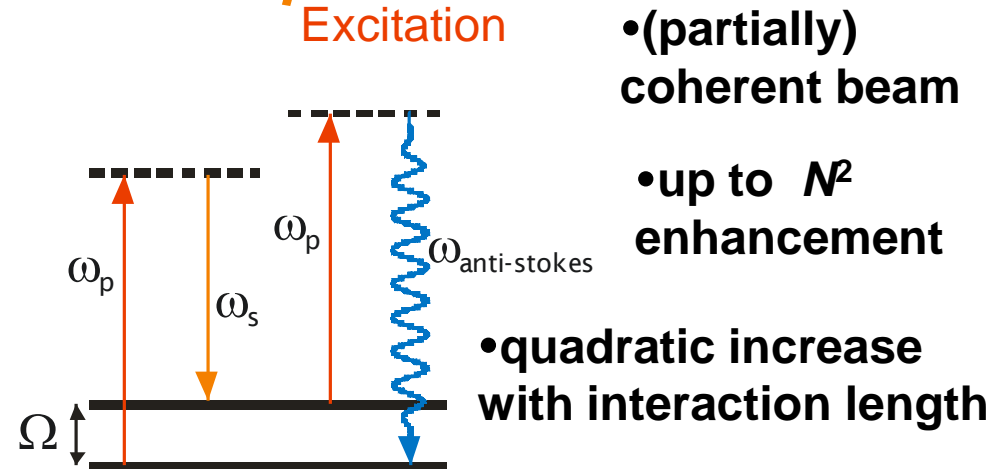 Excitation
•(partially)
coherent beam
•up to N²
enhancement
•quadratic increase
with interaction length
ωp
ωs
ωp
ωanti-stokes
Ω